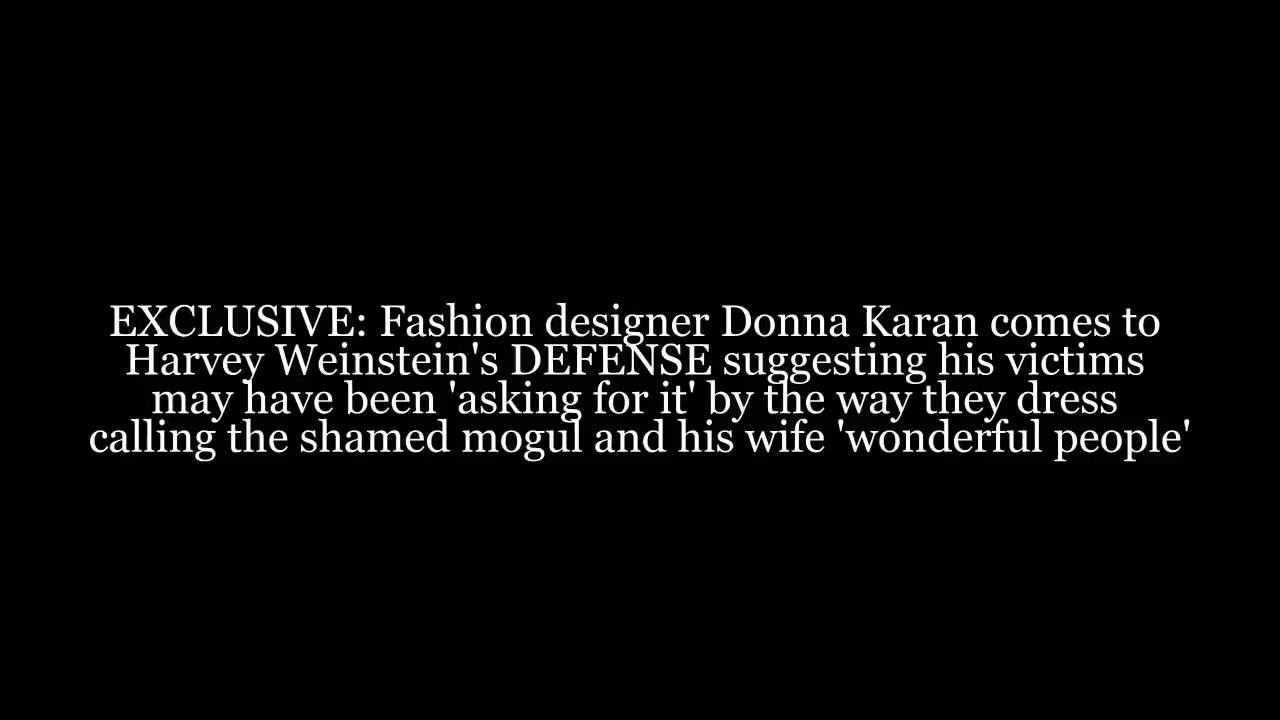 EXCLUSIVE: Fashion designer Donna Karan comes to
Harvey Weinstein's DEFENSE suggesting his victims
may have been 'asking for it' by the way they dress
calling the shamed mogul and his wife 'wonderful people'